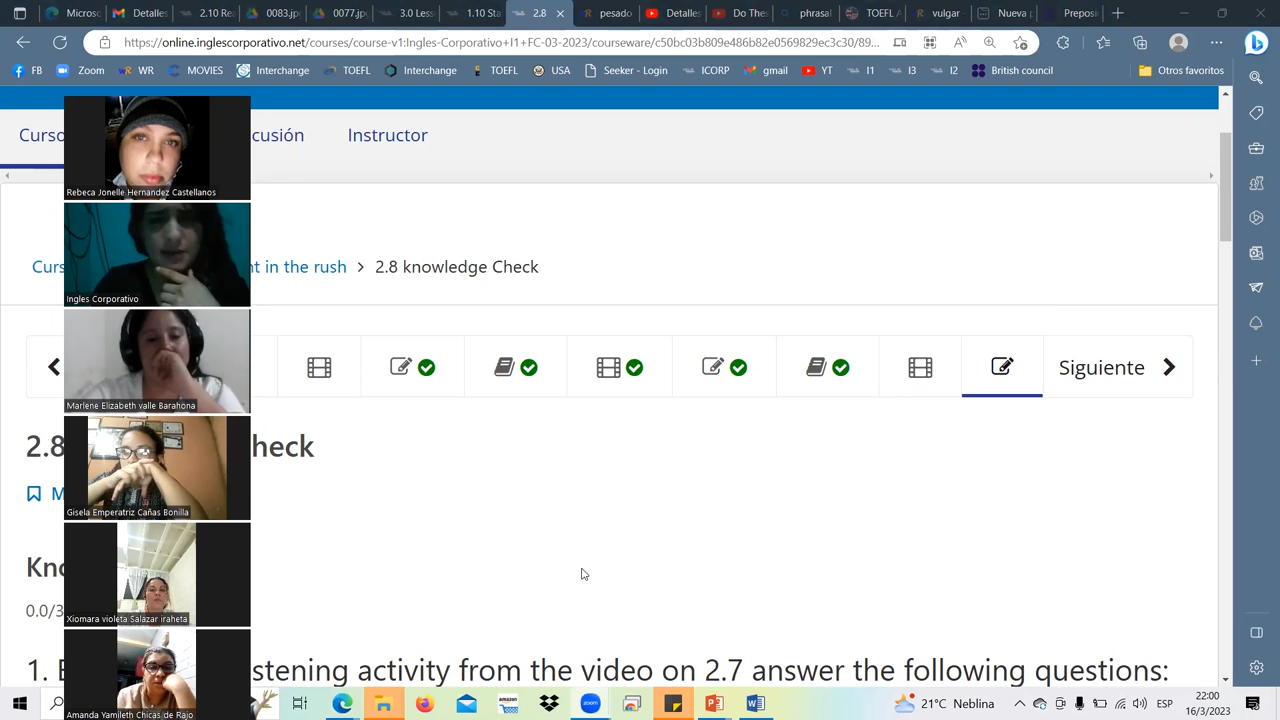 2.10 Re
0083.jp
0077.jp
3.0 Less
1.10 Sta
2.8
pesado
Detalles
Do Thes
phrasal
TOEFL A
vulgar
Nueva p
Preposi
https://online.inglescorporativo.net/courses/course-v1:Ingles-Corporativo+I1+FC-03-2023/courseware/c50bc03b809e486b82e0569829ec3c30/89...
FB
Zoom
WR
MOVIES
Interchange
TOEFL
Interchange
TOEFL
USA
Seeker - Login
ICORP
gmail
YT
I1
I3
I2
British council
Otros favoritos
Curso
cusión
Instructor
Rebeca Jonelle Hernandez Castellanos
Curs
nt in the rush
2.8 knowledge Check
Ingles Corporativo
Siguiente
Marlene Elizabeth valle Barahona
2.8
heck
M
Gisela Emperatriz Cañas Bonilla
Kno
0.0/3
Xiomara violeta Salazar iraheta
1. B
stening activity from the video on 2.7 answer the following questions:
Amanda Yamileth Chicas de Rajo
zoom
21°C Neblina
ESP
22:00
16/3/2023